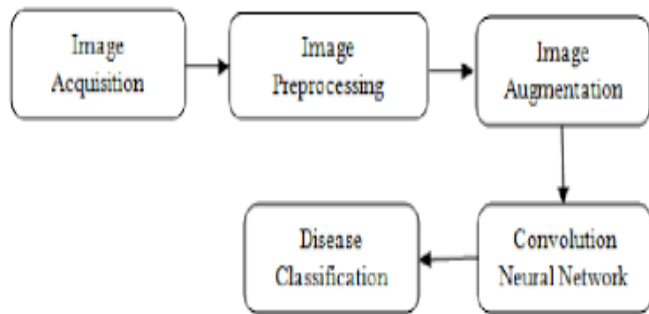 Image
Acquisition
Image
Preprocessing
Image
Augmentation
Disease
Classification
Convolution
Neural Network